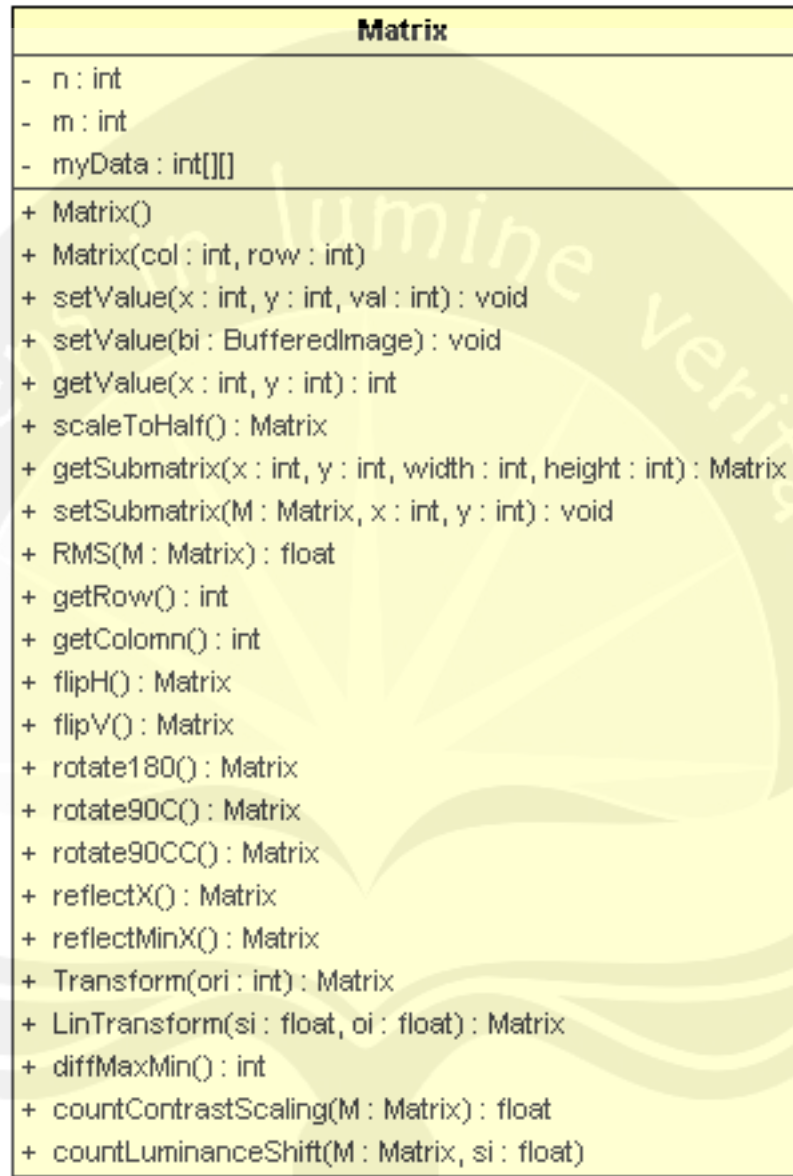 Matrix
- n : int
- m : int
- myData : int[][]
+ Matrix()
+ Matrix(col : int, row : int)
+ setValue(x : int, y : int, val : int) : void
+ setValue(bi : BufferedImage) : void
+ getValue(x : int, y : int) : int
+ scaleToHalf() : Matrix
+ getSubmatrix(x : int, y : int, width : int, height : int) : Matrix
+ setSubmatrix(M : Matrix, x : int, y : int) : void
+ RMS(M : Matrix) : float
+ getRow() : int
+ getColomn() : int
+ flipH() : Matrix
+ flipV() : Matrix
+ rotate180() : Matrix
+ rotate90C() : Matrix
+ rotate90CC() : Matrix
+ reflectX() : Matrix
+ reflectMinX() : Matrix
+ Transform(ori : int) : Matrix
+ LinTransform(si : float, oi : float) : Matrix
+ diffMaxMin() : int
+ countContrastScaling(M : Matrix) : float
+ countLuminanceShift(M : Matrix, si : float)
in lumine